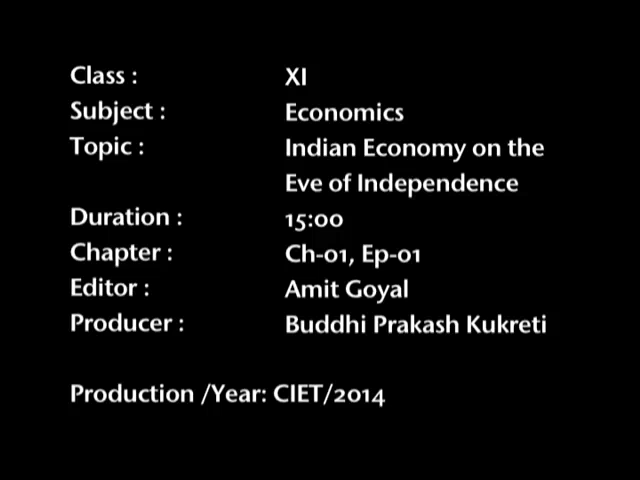 Class : XI
Subject : Economics
Topic : Indian Economy on the
Eve of Independence
Duration : 15:00
Chapter : Ch-01, Ep-01
Editor : Amit Goyal
Producer : Buddhi Prakash Kukreti
Production /Year: CIET/2014